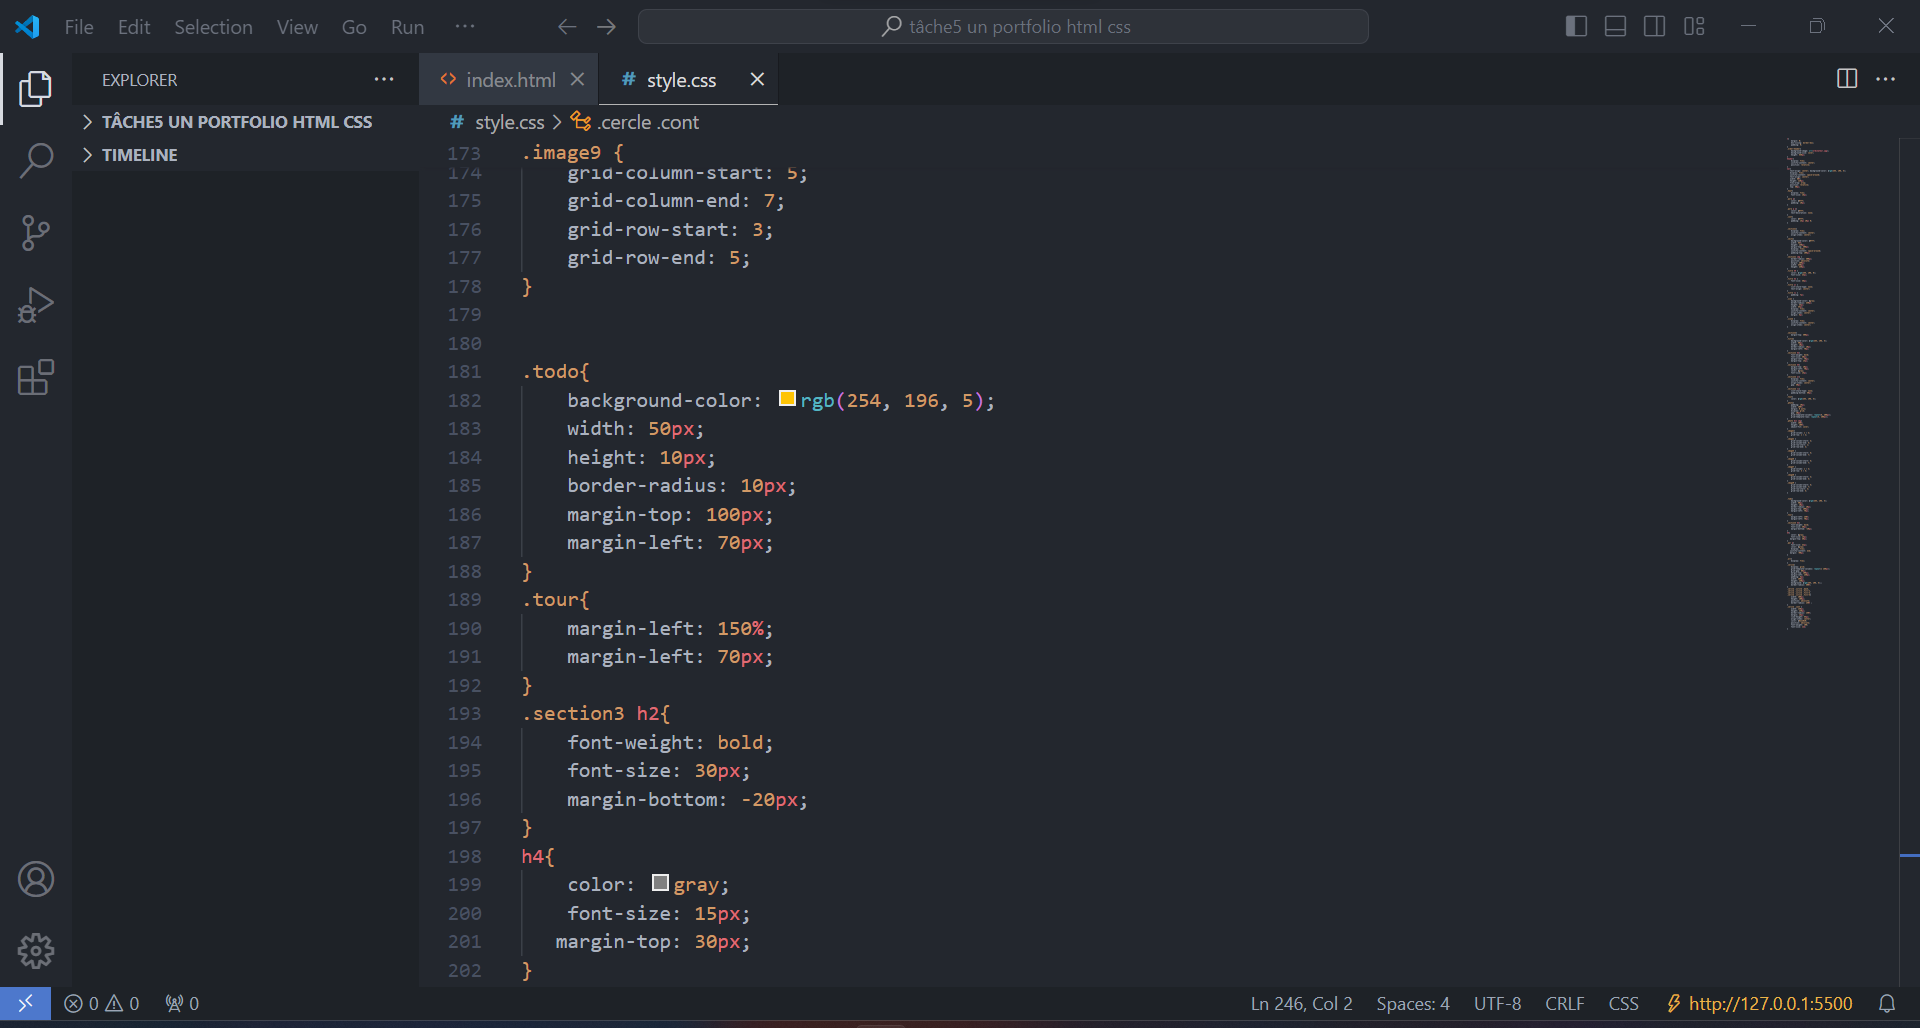 File Edit Selection View Go Run ··· tâche5 un portfolio html css
EXPLORER ···
index.html
# style.css
TÂCHE5 UN PORTFOLIO HTML CSS
TIMELINE
# style.css > .cercle .cont
173 .image9 {
174 grid-column-start: 5;
175 grid-column-end: 7;
176 grid-row-start: 3;
177 grid-row-end: 5;
178 }
179
180
181 .todo{
182 background-color: rgb(254, 196, 5);
183 width: 50px;
184 height: 10px;
185 border-radius: 10px;
186 margin-top: 100px;
187 margin-left: 70px;
188 }
189 .tour{
190 margin-left: 150%;
191 margin-left: 70px;
192 }
193 .section3 h2{
194 font-weight: bold;
195 font-size: 30px;
196 margin-bottom: -20px;
197 }
198 h4{
199 color: gray;
200 font-size: 15px;
201 margin-top: 30px;
202 }
0 0 0 Ln 246, Col 2 Spaces: 4 UTF-8 CRLF CSS http://127.0.0.1:5500